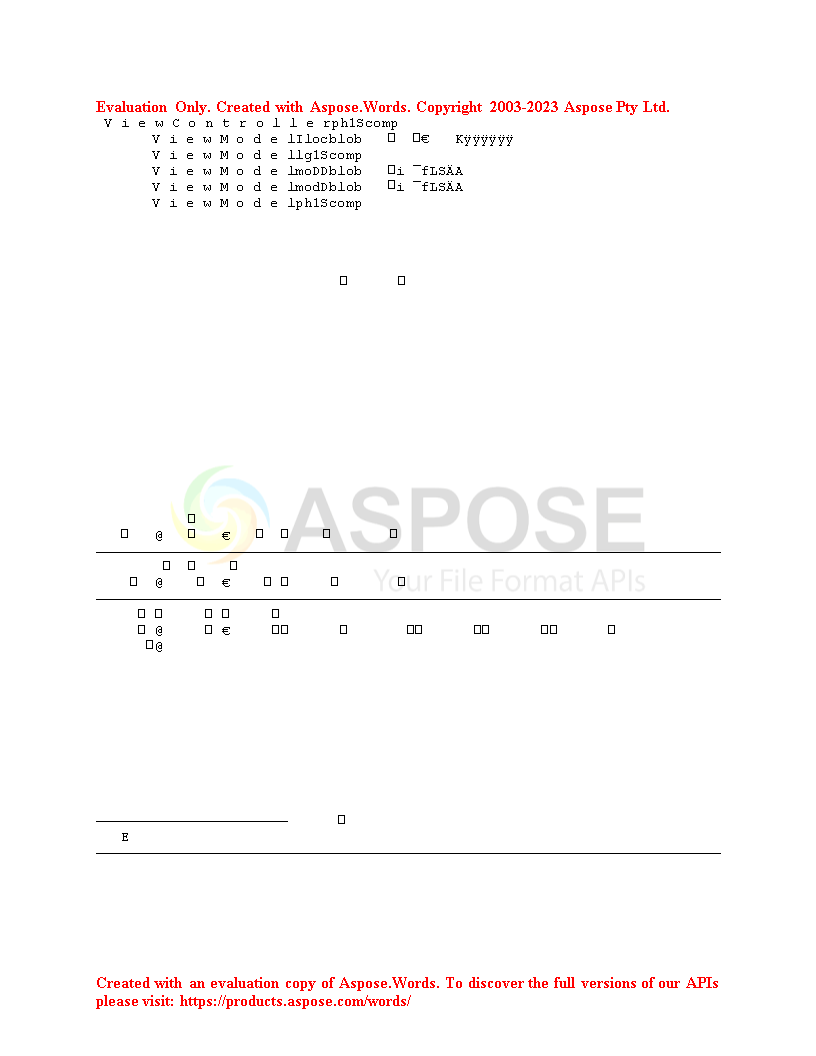 Evaluation Only. Created with Aspose.Words. Copyright 2003-2023 Aspose Pty Ltd.
V i e w C o n t r o l l e rph1Scomp
V i e w M o d e lIlocblob □ □€ Kÿÿÿÿÿÿ
V i e w M o d e llg1Scomp
V i e w M o d e lmoDDblob □i ¯fLSÄA
V i e w M o d e lmodDblob □i ¯fLSÄA
V i e w M o d e lph1Scomp
□ □
ASPOSE
□
□ @ □ € □ □ □ □
□ □ □
Your File Format APIs
□ @ □ € □ □ □ □
□ □ □ □ □
□ @ □ € □□ □ □□ □□ □□ □
□@
□
E
Created with an evaluation copy of Aspose.Words. To discover the full versions of our APIs
please visit: https://products.aspose.com/words/